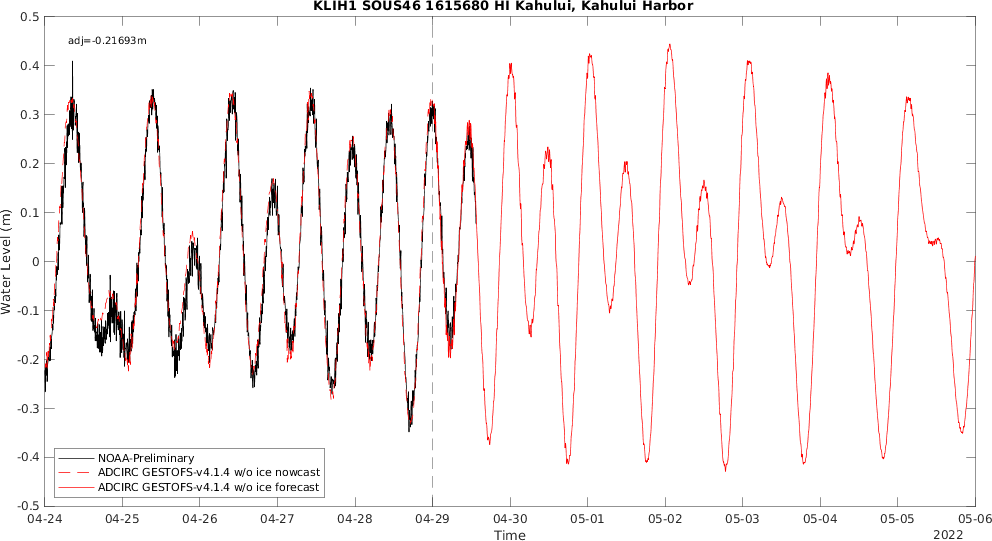 KLIH1 SOUS46 1615680 HI Kahului, Kahului Harbor
adj=-0.21693m
0.5
0.4
0.3
0.2
0.1
0
-0.1
-0.2
-0.3
-0.4
-0.5
Water Level (m)
NOAA-Preliminary
ADCIRC GESTOFS-v4.1.4 w/o ice nowcast
ADCIRC GESTOFS-v4.1.4 w/o ice forecast
04-24 04-25 04-26 04-27 04-28 04-29 04-30 05-01 05-02 05-03 05-04 05-05 05-06
Time
2022